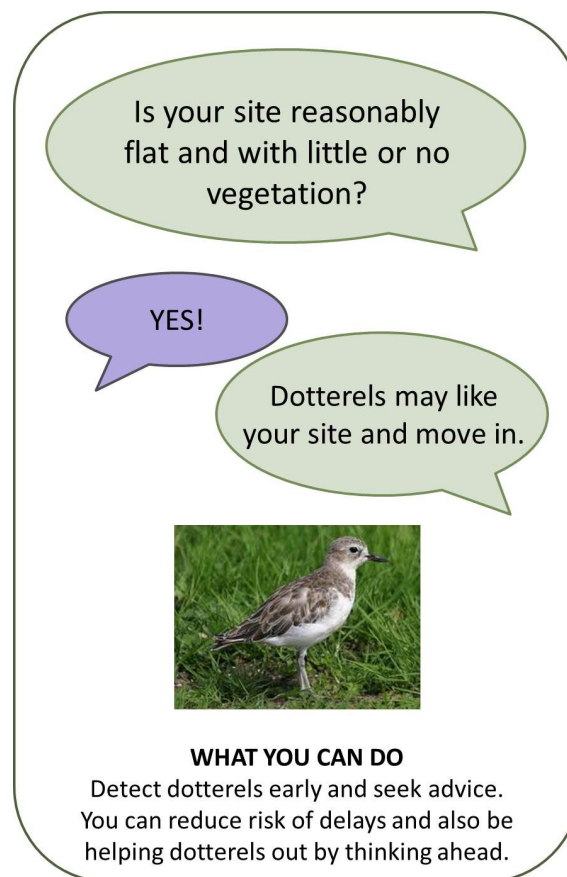 Is your site reasonably
flat and with little or no
vegetation?
YES!
Dotterels may like
your site and move in.
WHAT YOU CAN DO
Detect dotterels early and seek advice.
You can reduce risk of delays and also be
helping dotterels out by thinking ahead.